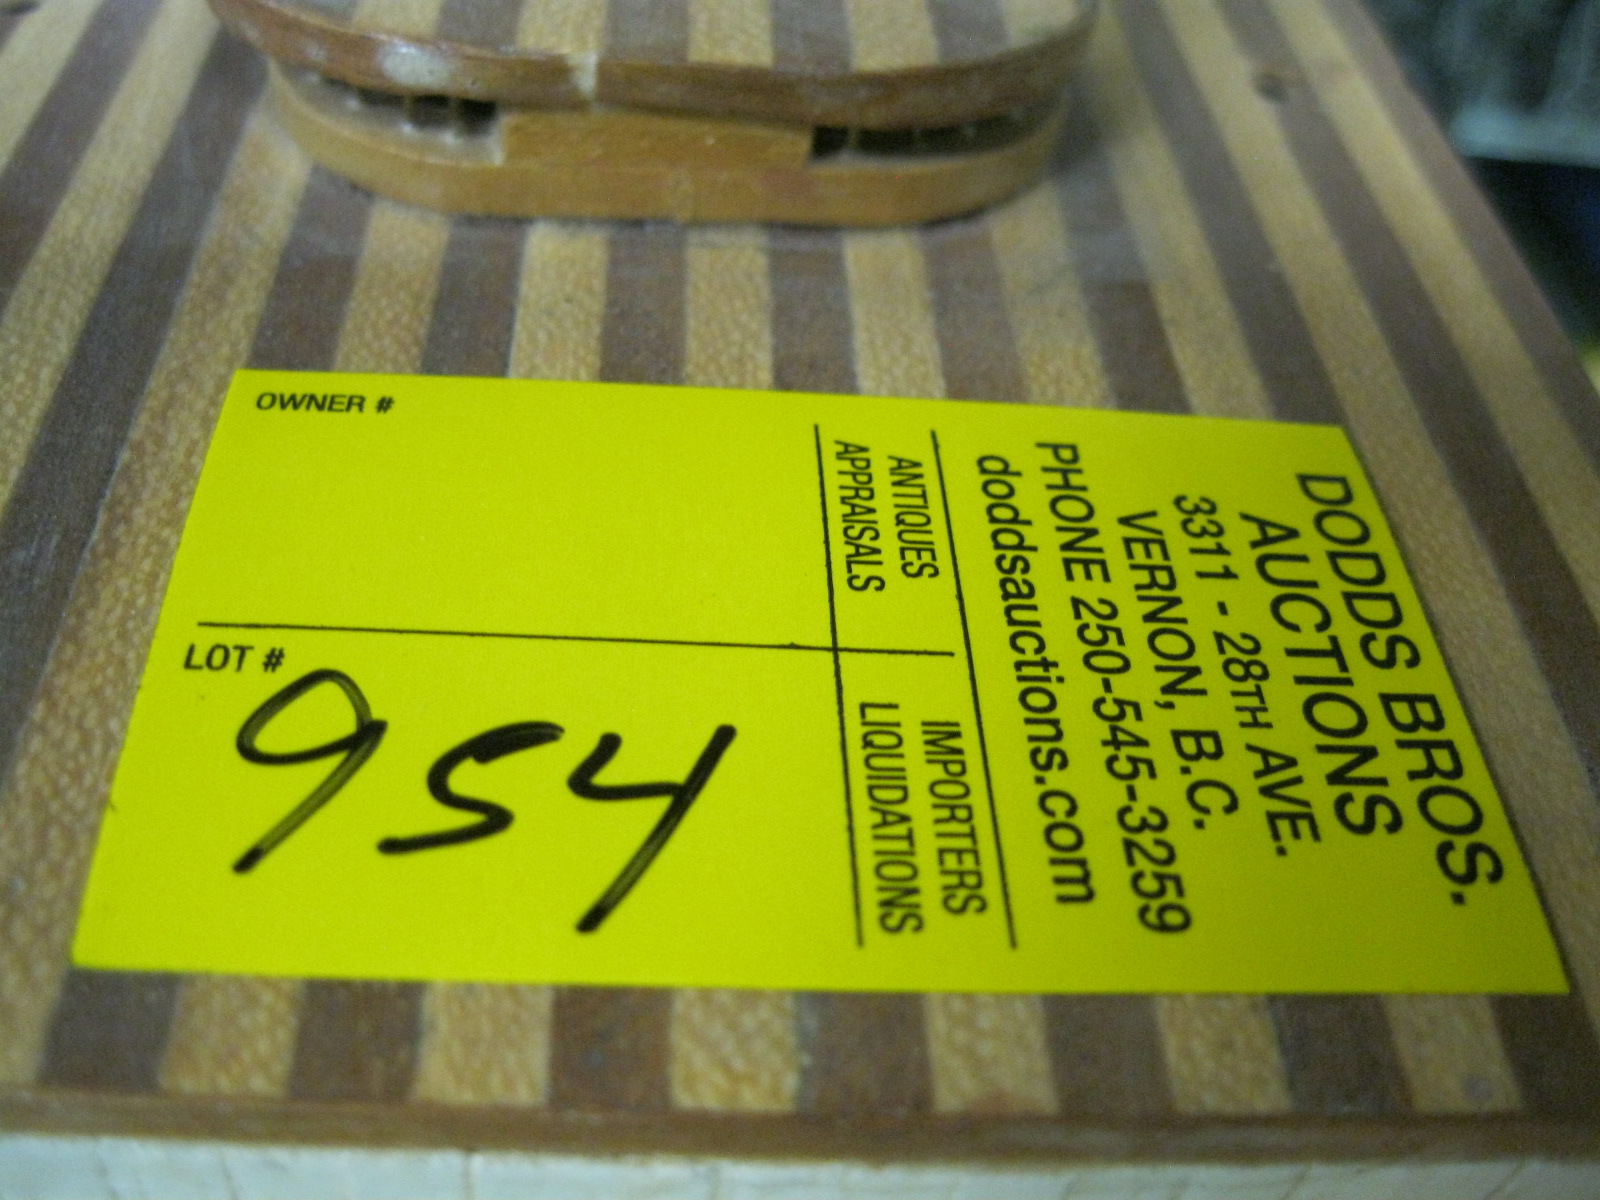 DODDS BROS.
AUCTIONS
3311 - 28TH AVE.
VERNON, B.C.
PHONE 250-545-3259
doddsauctions.com
ANTIQUES
APPRAISALS
IMPORTERS
LIQUIDATIONS
OWNER #
LOT #
954